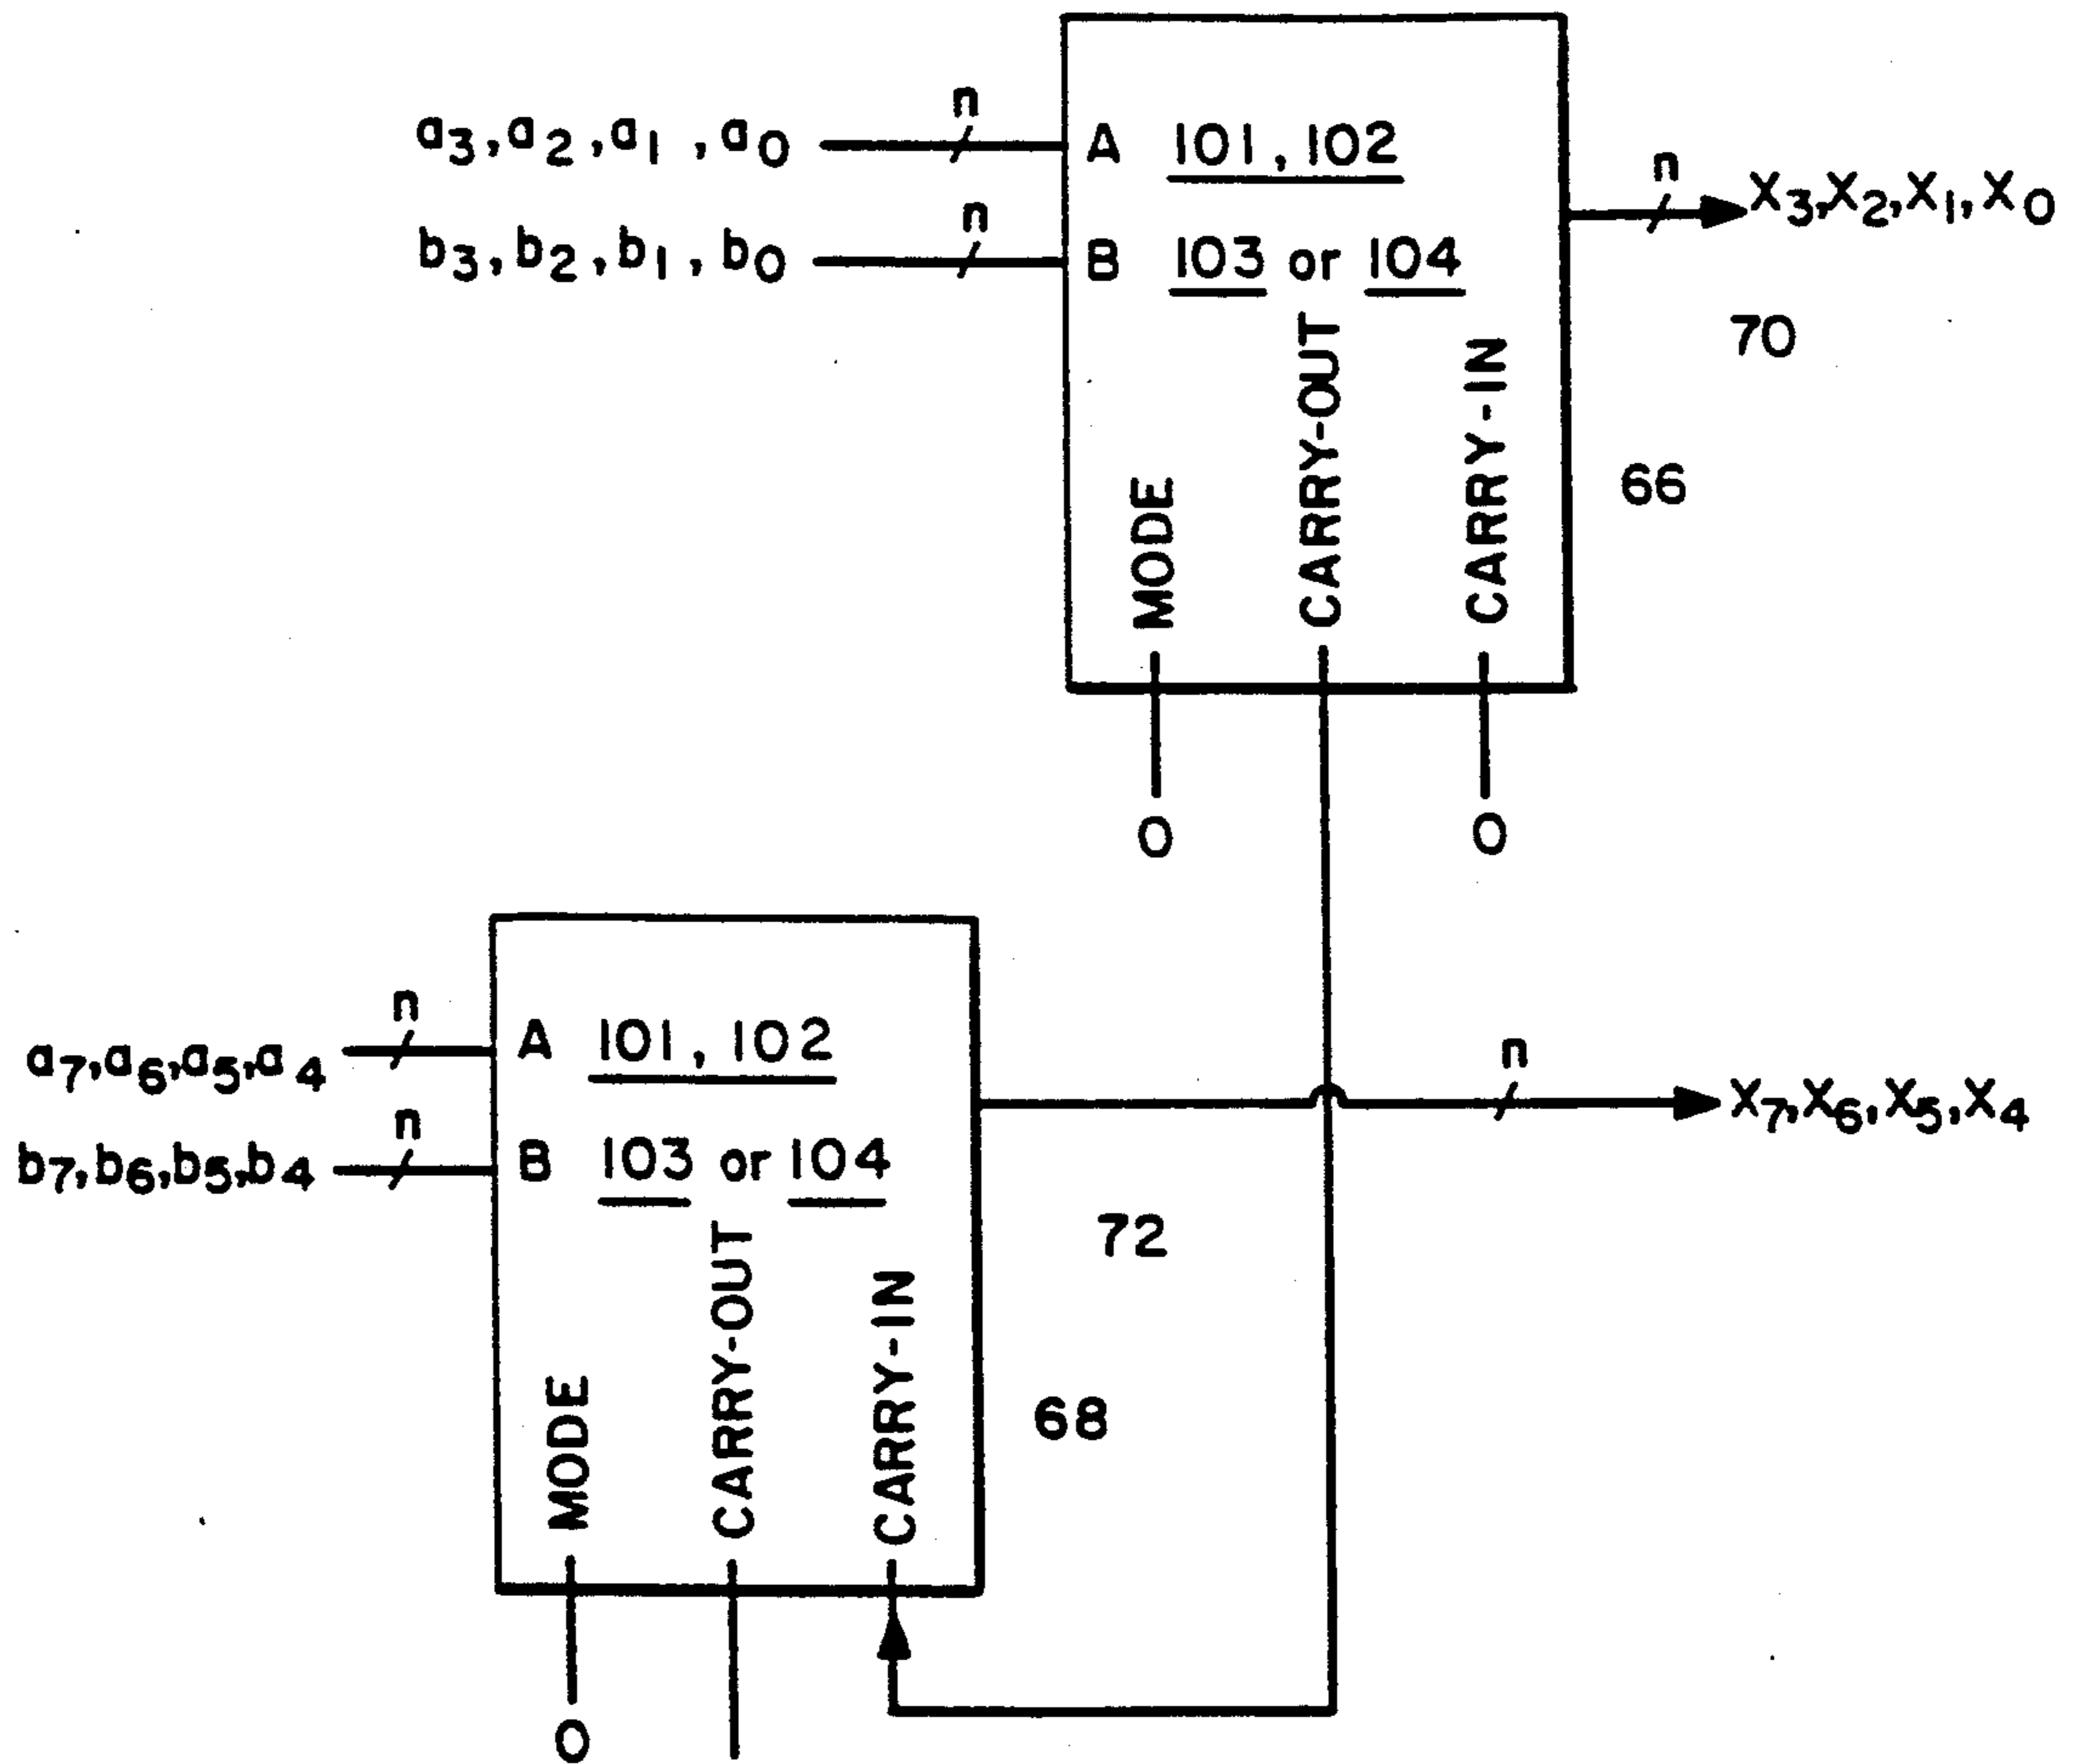 n
a3,a2,a1,a0 A 101,102
n
X3,X2,X1,X0
n
b3,b2,b1,b0 B 103 or 104
70
66
MODE
CARRY-OUT
CARRY-IN
0
0
n
a7,a6,a5,a4 A 101,102
n
X7,X6,X5,X4
n
b7,b6,b5,b4 B 103 or 104
72
68
MODE
CARRY-OUT
CARRY-IN
0